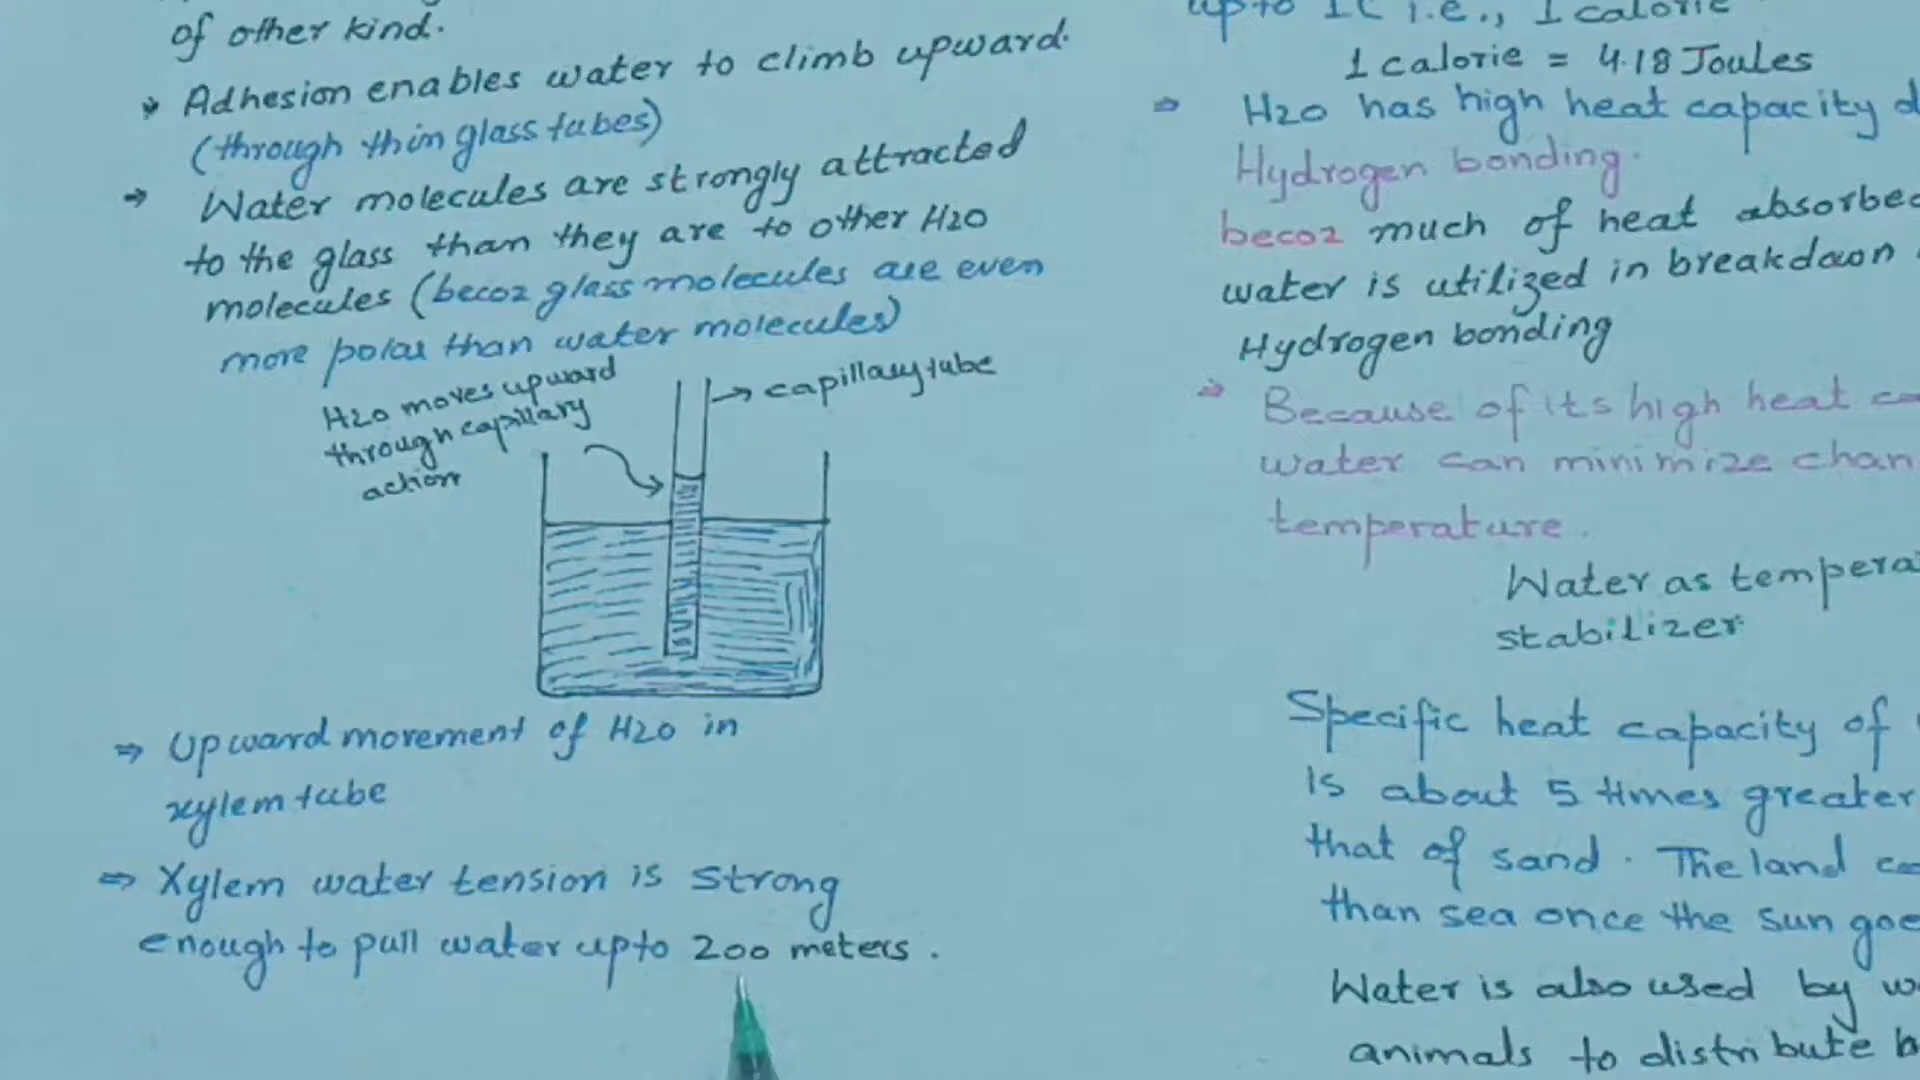 of other kind.
Adhesion enables water to climb upward.
(through thin glass tubes)
→ Water molecules are strongly attracted
to the glass than they are to other H2O
molecules (becoz glass molecules are even
more polar than water molecules)
H2O moves upward
through capillary
action
→ capillary tube
⇒ Upward movement of H2O in
xylem tube
⇒ Xylem water tension is strong
enough to pull water upto 200 meters.
upto 1C i.e., 1 calorie
1 calorie = 4.18 Joules
⇒ H2O has high heat capacity
Hydrogen bonding.
becoz much of heat absorbed
water is utilized in breakdown
Hydrogen bonding
⇒ Because of its high heat
water can minimize
temperature.
Water as
stabilizer
Specific heat capacity of
is about 5 times greater
that of sand. The land
than sea once the sun
Water is also used by
animals to distribute